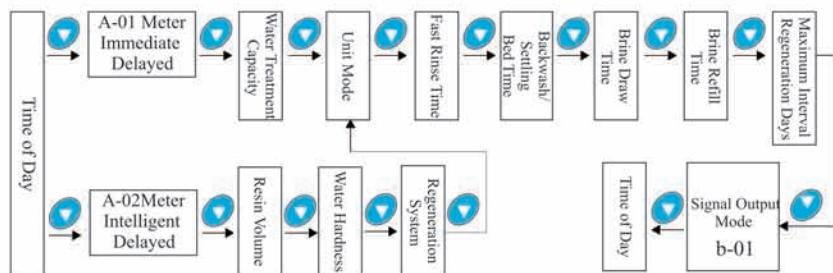 Time of Day
A-01 Meter
Immediate
Delayed
Water Treatment
Capacity
Unit Mode
Fast Rinse Time
Backwash/
Settling
Bed Time
Brine Draw
Time
Brine Refill
Time
Maximum Interval
Regeneration Days
A-02Meter
Intelligent
Delayed
Resin Volume
Water Hardness
Regeneration
System
Time of Day
Signal Output
Mode
b-01